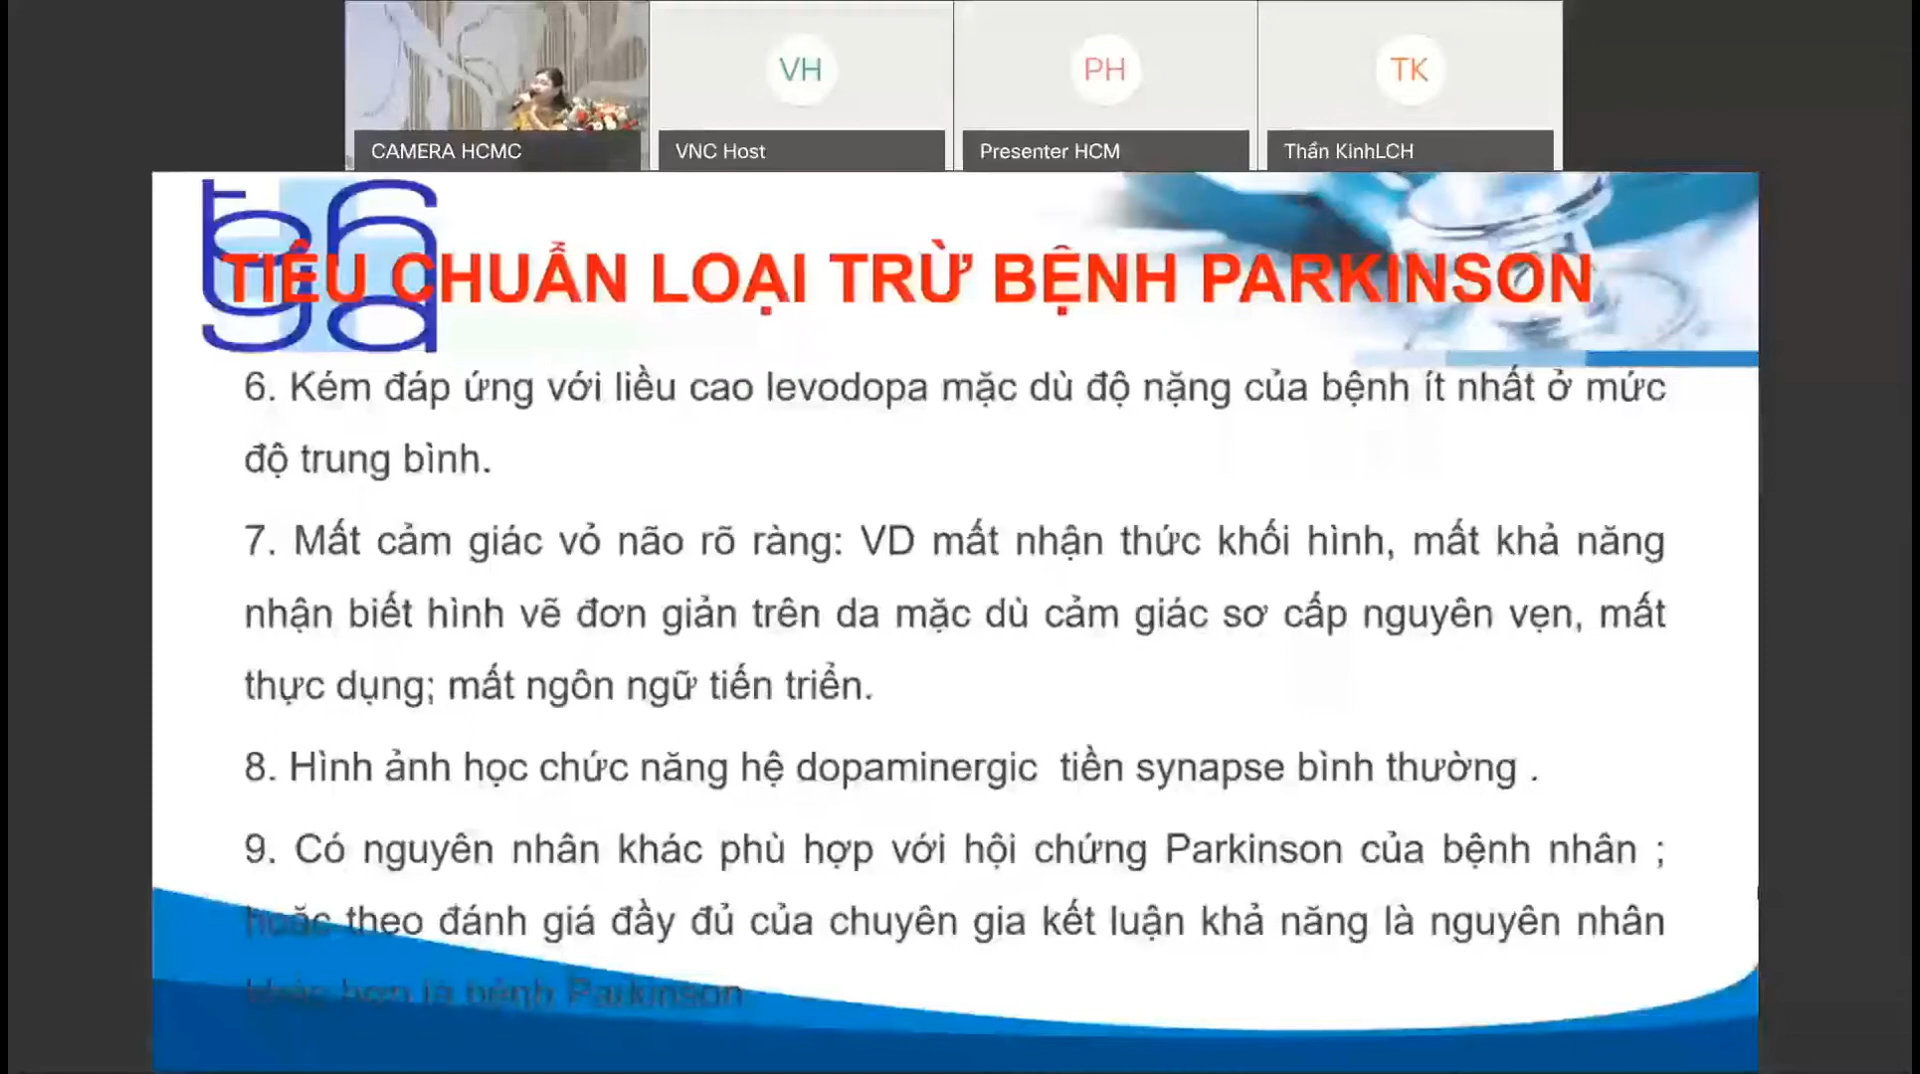 VH
PH
TK
CAMERA HCMC
VNC Host
Presenter HCM
Thần KinhLCH
TIÊU CHUẨN LOẠI TRỪ BỆNH PARKINSON
6. Kém đáp ứng với liều cao levodopa mặc dù độ nặng của bệnh ít nhất ở mức
độ trung bình.
7. Mất cảm giác vỏ não rõ ràng: VD mất nhận thức khối hình, mất khả năng
nhận biết hình vẽ đơn giản trên da mặc dù cảm giác sơ cấp nguyên vẹn, mất
thực dụng; mất ngôn ngữ tiến triển.
8. Hình ảnh học chức năng hệ dopaminergic tiền synapse bình thường .
9. Có nguyên nhân khác phù hợp với hội chứng Parkinson của bệnh nhân ;
hoặc theo đánh giá đầy đủ của chuyên gia kết luận khả năng là nguyên nhân
khác hơn là bệnh Parkinson